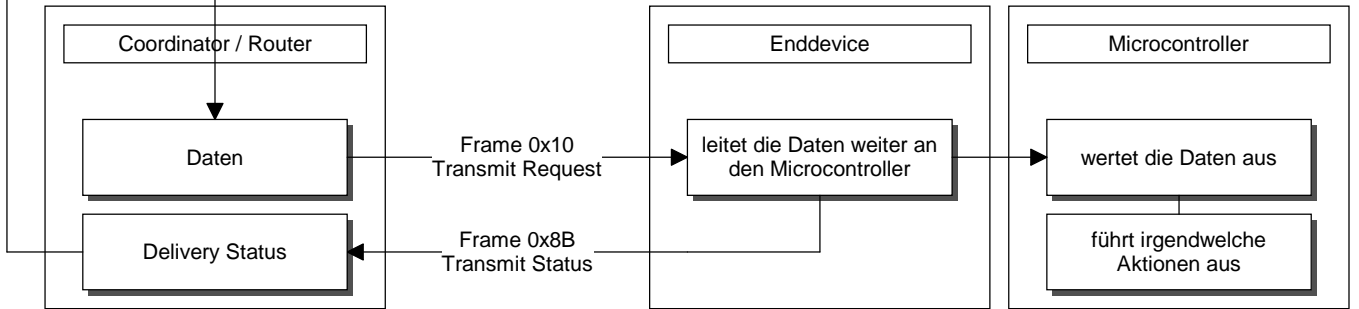 Coordinator / Router
Enddevice
Microcontroller
Daten
Frame 0x10
Transmit Request
leitet die Daten weiter an
den Microcontroller
wertet die Daten aus
Delivery Status
Frame 0x8B
Transmit Status
führt irgendwelche
Aktionen aus